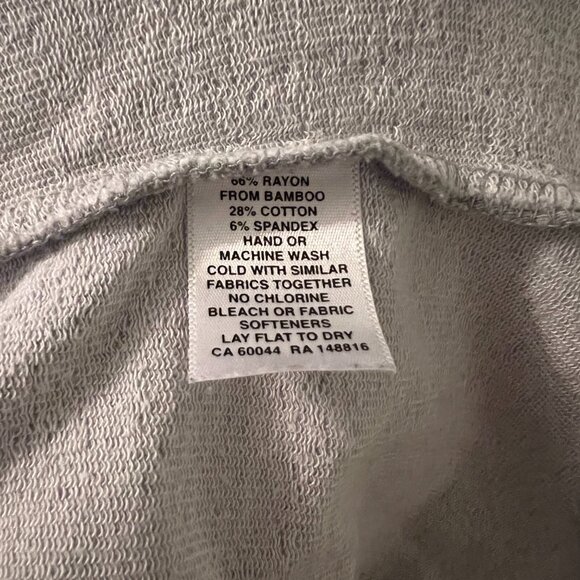 66% RAYON
FROM BAMBOO
28% COTTON
6% SPANDEX
HAND OR
MACHINE WASH
COLD WITH SIMILAR
FABRICS TOGETHER
NO CHLORINE
BLEACH OR FABRIC
SOFTENERS
LAY FLAT TO DRY
CA 60044 RA 148816